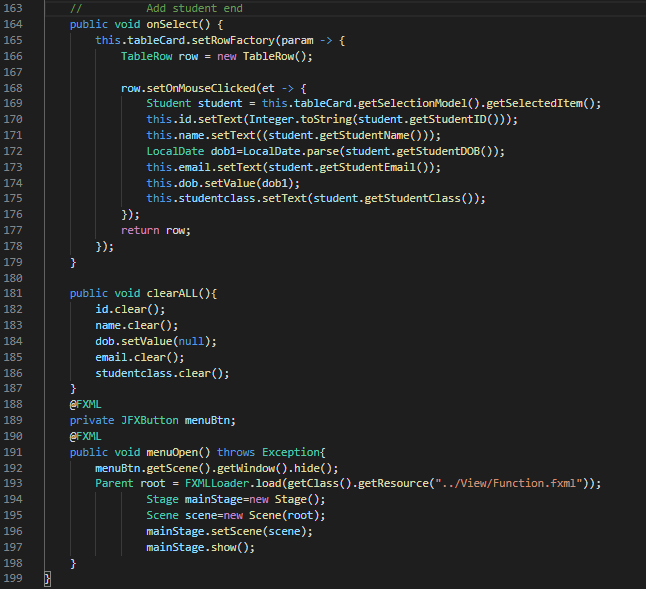 163 //          Add student end
164 public void onSelect() {
165     this.tableCard.setRowFactory(param -> {
166         TableRow row = new TableRow();
167
168         row.setOnMouseClicked(et -> {
169             Student student = this.tableCard.getSelectionModel().getSelectedItem();
170             this.id.setText(Integer.toString(student.getStudentID()));
171             this.name.setText((student.getStudentName()));
172             LocalDate dob1=LocalDate.parse(student.getStudentDOB());
173             this.email.setText(student.getStudentEmail());
174             this.dob.setValue(dob1);
175             this.studentclass.setText(student.getStudentClass());
176         });
177         return row;
178     });
179 }
180
181 public void clearALL(){
182     id.clear();
183     name.clear();
184     dob.setValue(null);
185     email.clear();
186     studentclass.clear();
187 }
188 @FXML
189 private JFXButton menuBtn;
190 @FXML
191 public void menuOpen() throws Exception{
192     menuBtn.getScene().getWindow().hide();
193     Parent root = FXMLLoader.load(getClass().getResource("../View/Function.fxml"));
194             Stage mainStage=new Stage();
195             Scene scene=new Scene(root);
196             mainStage.setScene(scene);
197             mainStage.show();
198 }
199 }